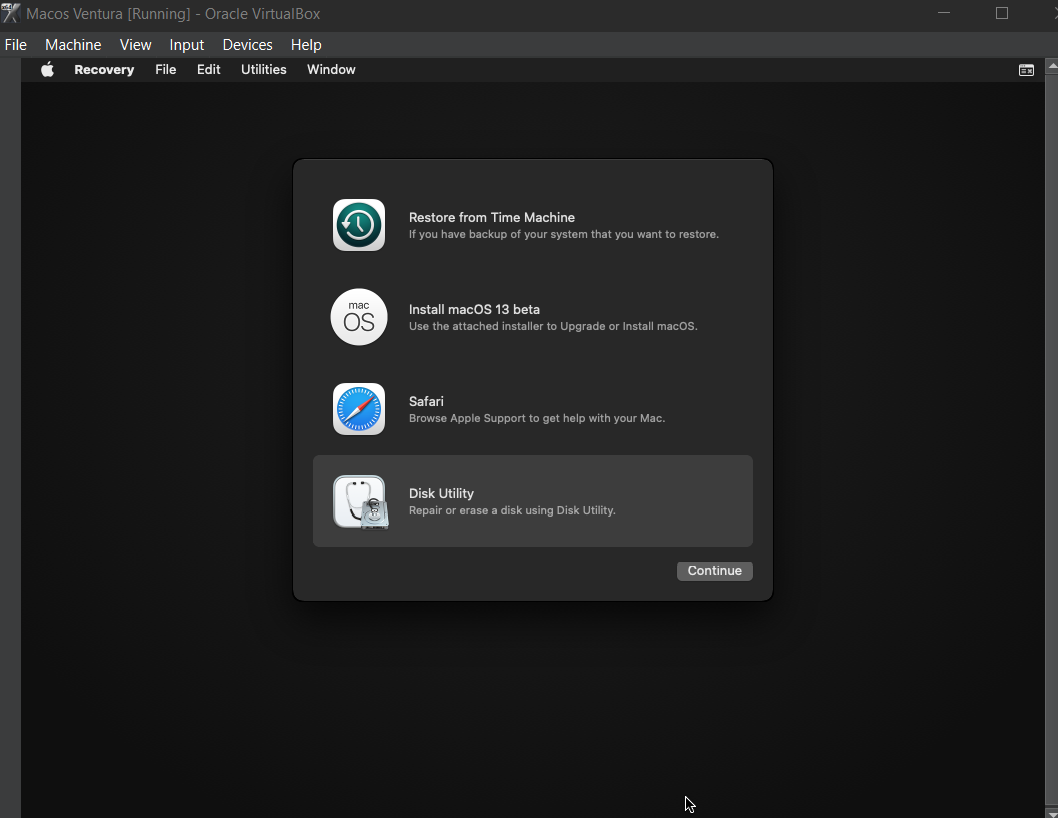 Macos Ventura [Running] - Oracle VirtualBox
File Machine View Input Devices Help
Recovery File Edit Utilities Window
Restore from Time Machine
If you have backup of your system that you want to restore.
mac
OS
Install macOS 13 beta
Use the attached installer to Upgrade or Install macOS.
Safari
Browse Apple Support to get help with your Mac.
Disk Utility
Repair or erase a disk using Disk Utility.
Continue